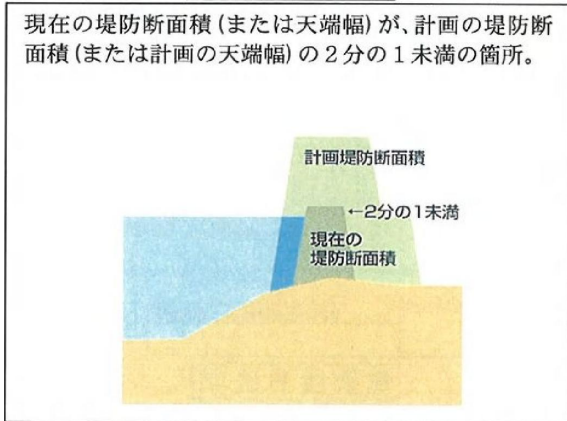 現在の堤防断面積(または天端幅)が、計画の堤防断
面積(または計画の天端幅)の2分の1未満の箇所。
計画堤防断面積
←2分の1未満
現在の
堤防断面積